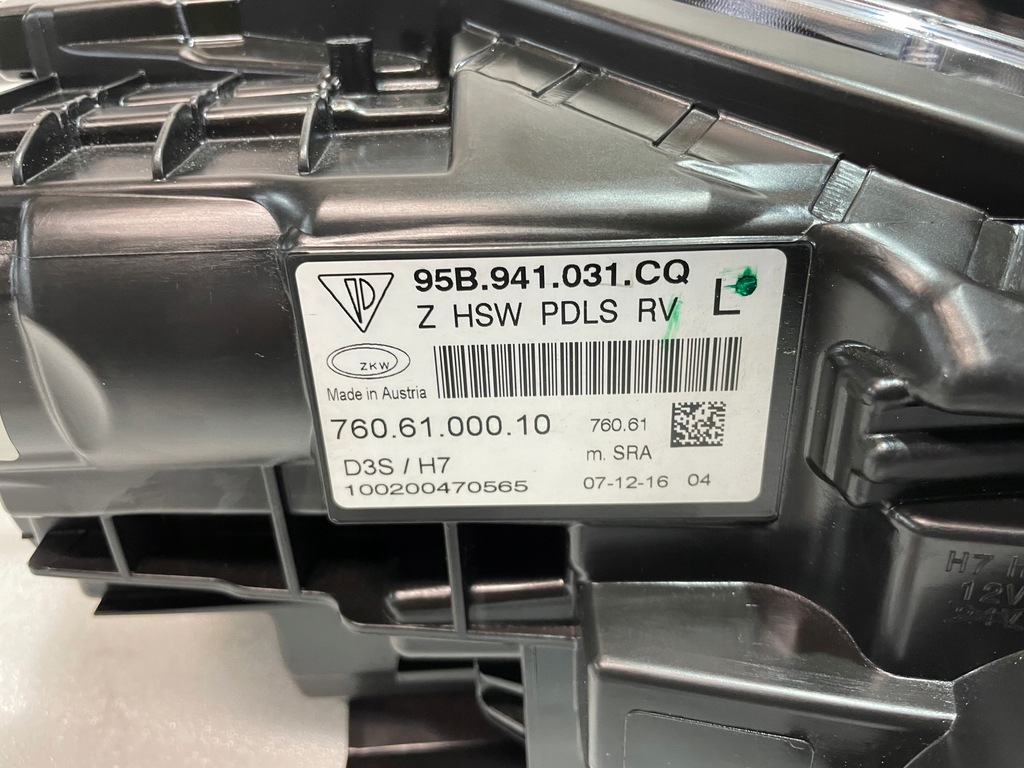 95B.941.031.CQ
Z HSW PDLS RV L
ZKW
Made in Austria
760.61.000.10 760.61
m. SRA
D3S / H7
100200470565 07-12-16 04
H7
12V